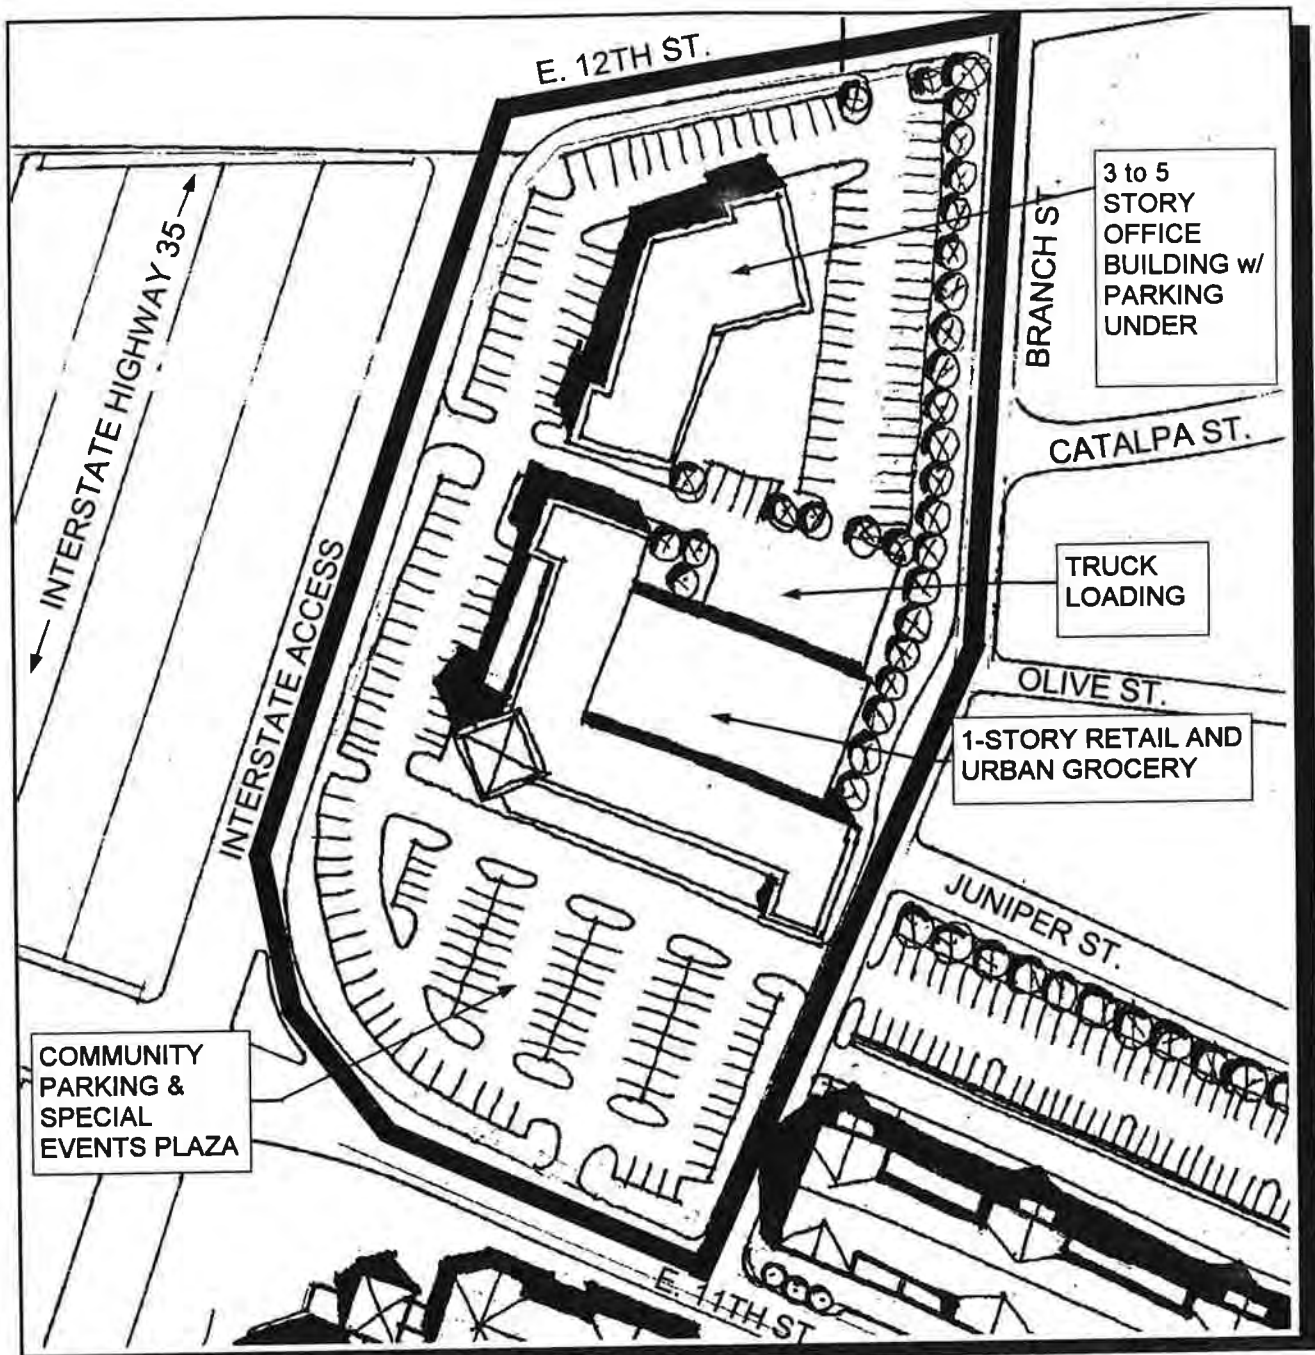 E. 12TH ST.
3 to 5
STORY
OFFICE
BUILDING w/
PARKING
UNDER
BRANCH ST
CATALPA ST.
INTERSTATE HIGHWAY 35
TRUCK
LOADING
INTERSTATE ACCESS
OLIVE ST.
1-STORY RETAIL AND
URBAN GROCERY
JUNIPER ST.
COMMUNITY
PARKING &
SPECIAL
EVENTS PLAZA
E. 11TH ST